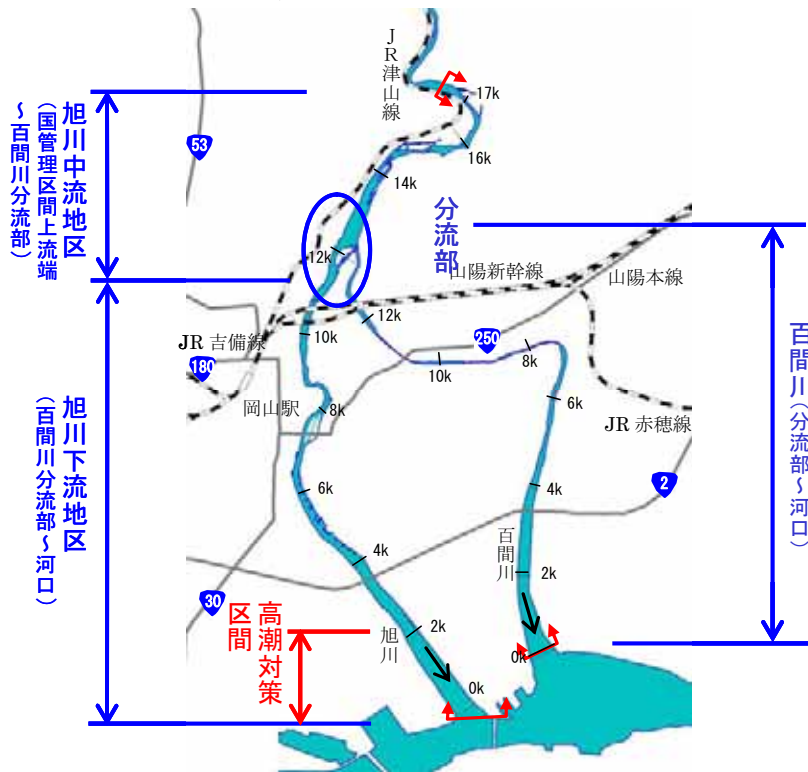 JR津山線
17k
16k
14k
53
旭川中流地区
(国管理区間上流端
～百間川分流部)
分流部
12k
山陽新幹線
山陽本線
12k
10k
250
JR 吉備線
180
10k
8k
岡山駅
8k
6k
JR 赤穂線
百間川(分流部～河口)
旭川下流地区
(百間川分流部～河口)
6k
4k
2
4k
百間川
2k
30
高潮対策
区間
2k
旭川
0k
0k